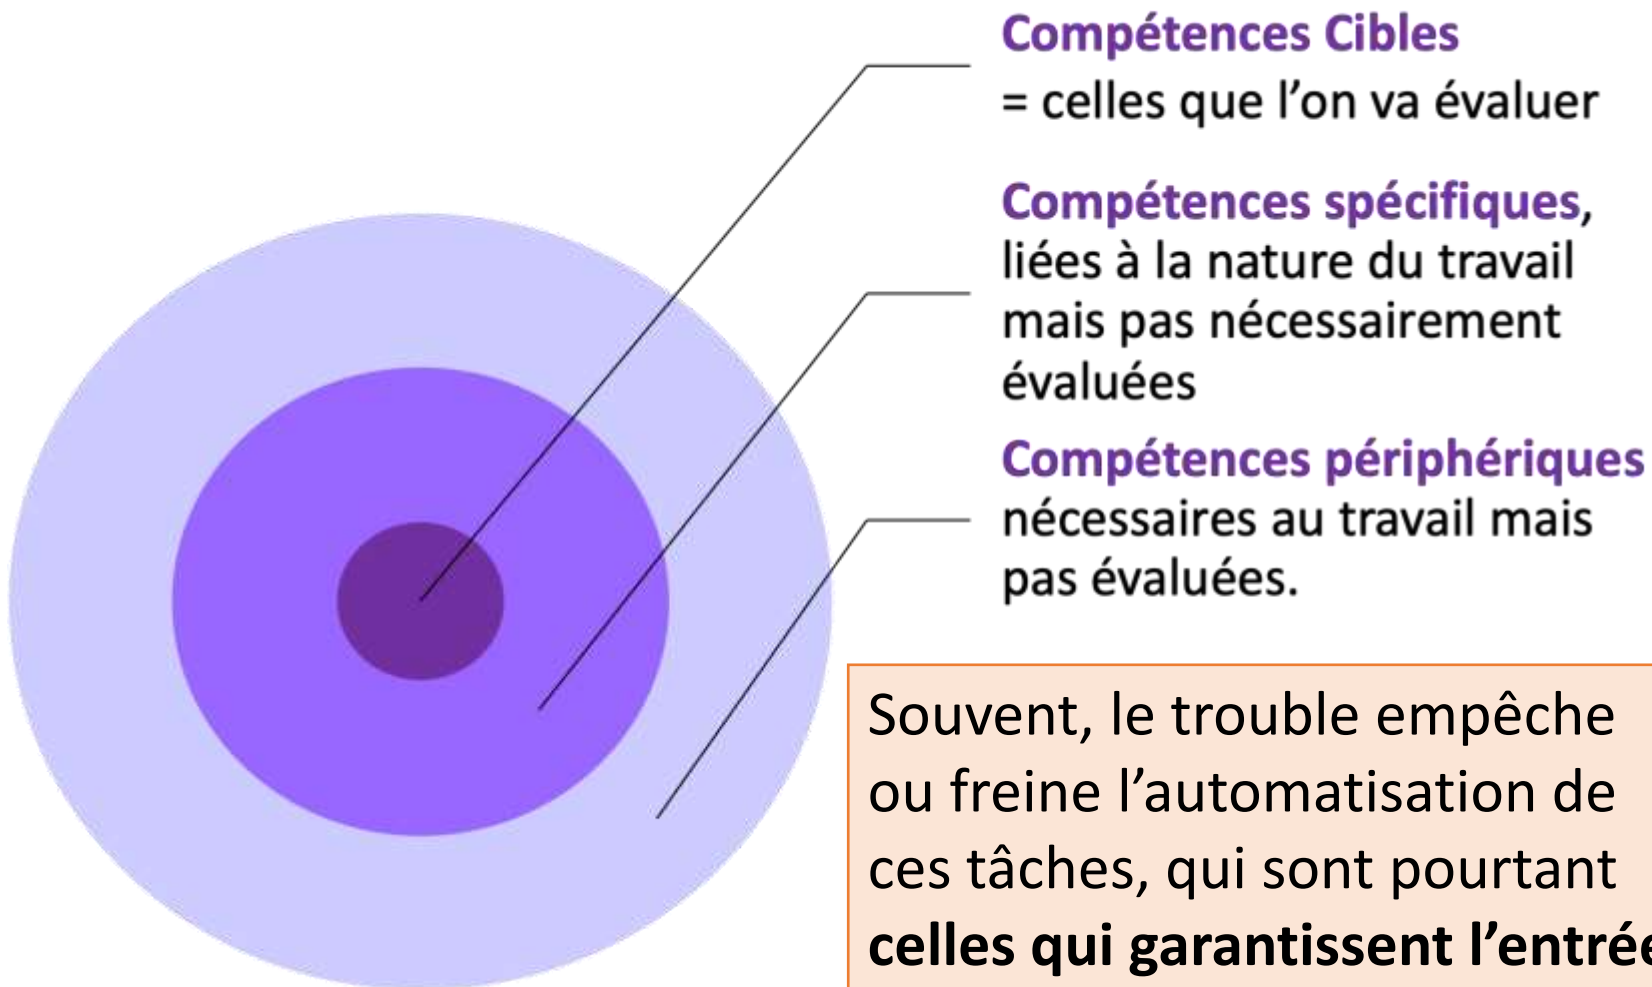 Compétences Cibles
= celles que l’on va évaluer
Compétences spécifiques,
liées à la nature du travail
mais pas nécessairement
évaluées
Compétences périphériques
nécessaires au travail mais
pas évaluées.
Souvent, le trouble empêche
ou freine l’automatisation de
ces tâches, qui sont pourtant
celles qui garantissent l’entrée